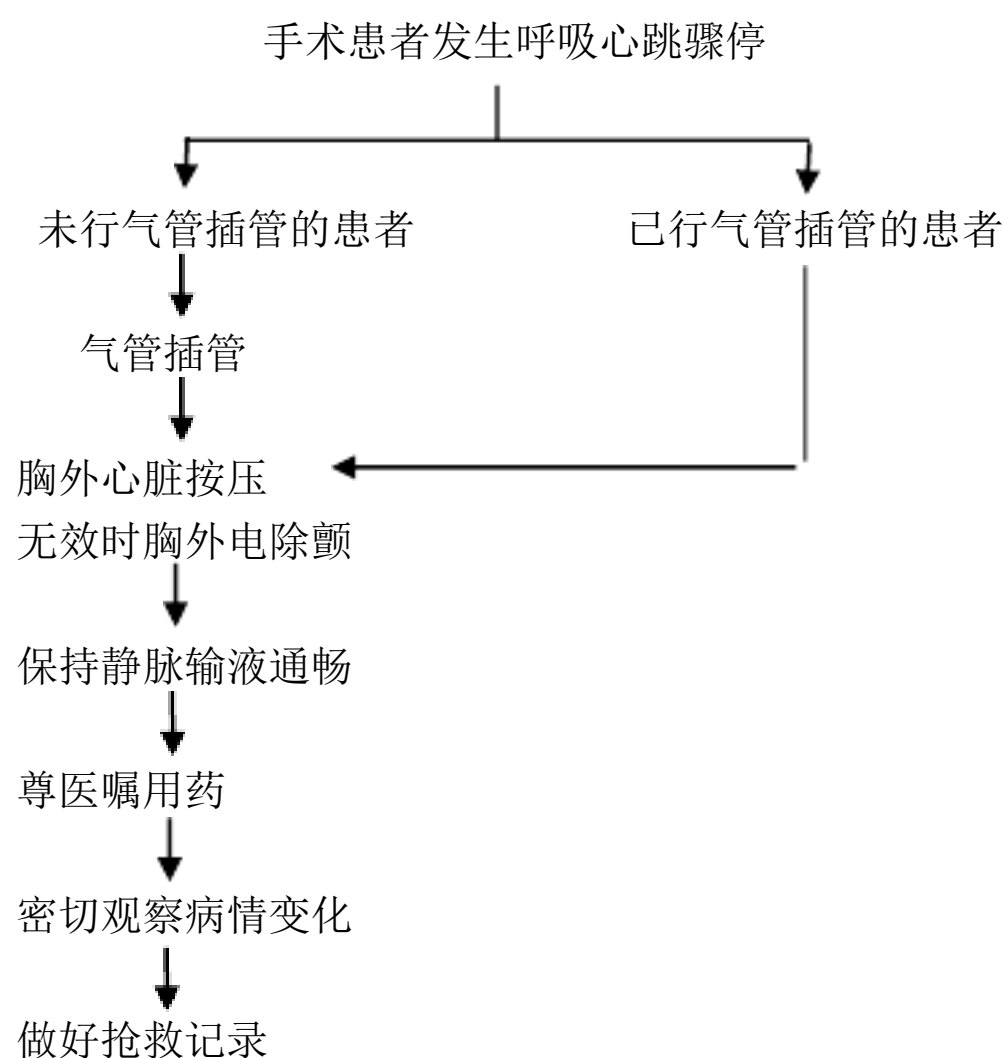 手术患者发生呼吸心跳骤停
未行气管插管的患者
已行气管插管的患者
气管插管
胸外心脏按压
无效时胸外电除颤
保持静脉输液通畅
尊医嘱用药
密切观察病情变化
做好抢救记录